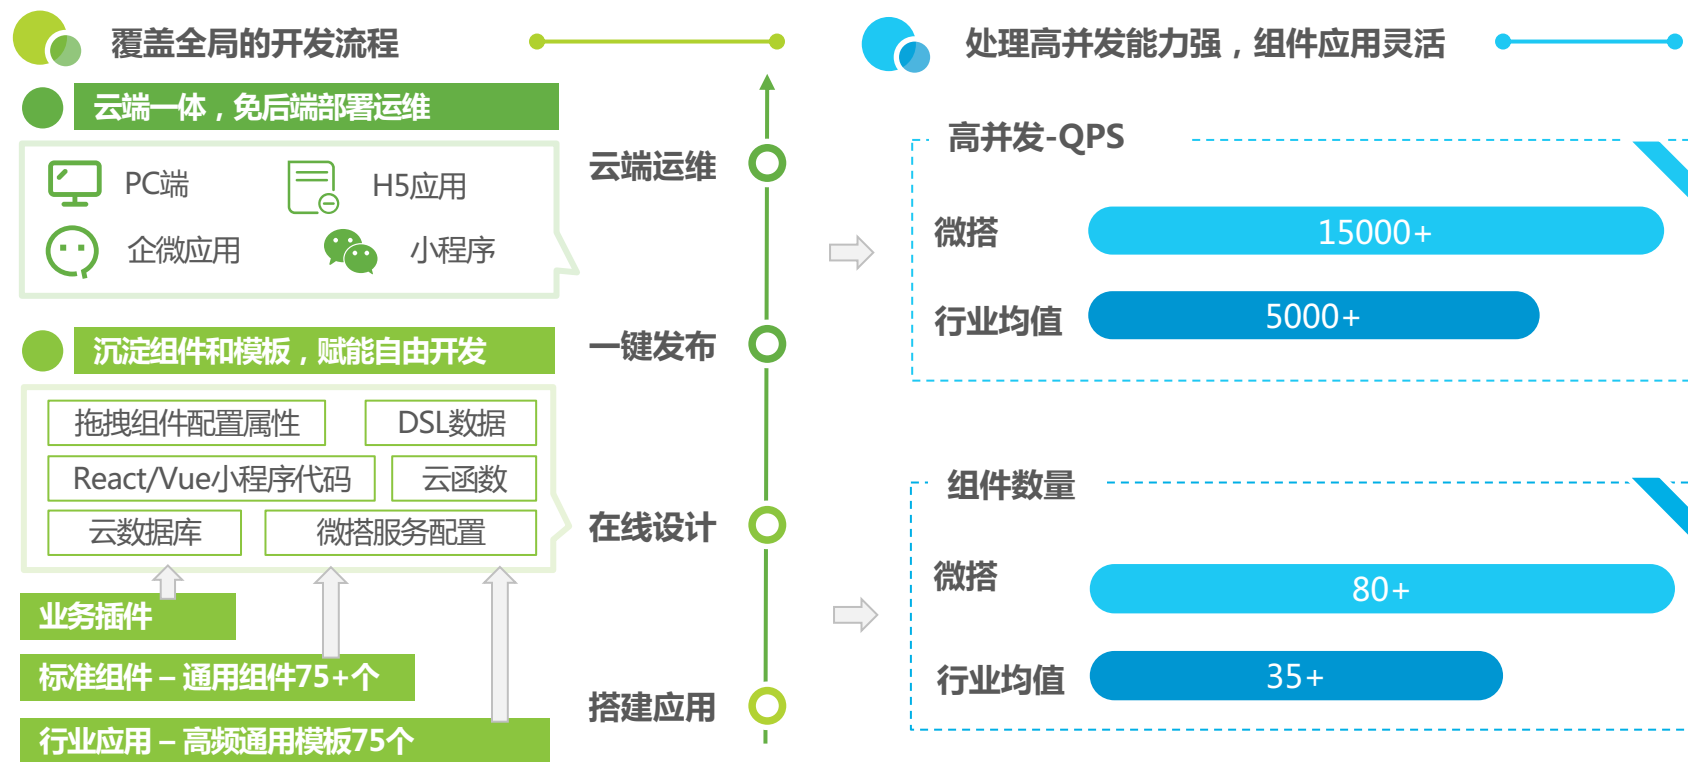 覆盖全局的开发流程
云端一体，免后端部署运维
PC端
H5应用
企微应用
小程序
沉淀组件和模板，赋能自由开发
拖拽组件配置属性
DSL数据
React/Vue小程序代码
云函数
云数据库
微搭服务配置
业务插件
标准组件 – 通用组件75+个
行业应用 – 高频通用模板75个
云端运维
一键发布
在线设计
搭建应用
处理高并发能力强，组件应用灵活
高并发-QPS
微搭
15000+
行业均值
5000+
组件数量
微搭
80+
行业均值
35+